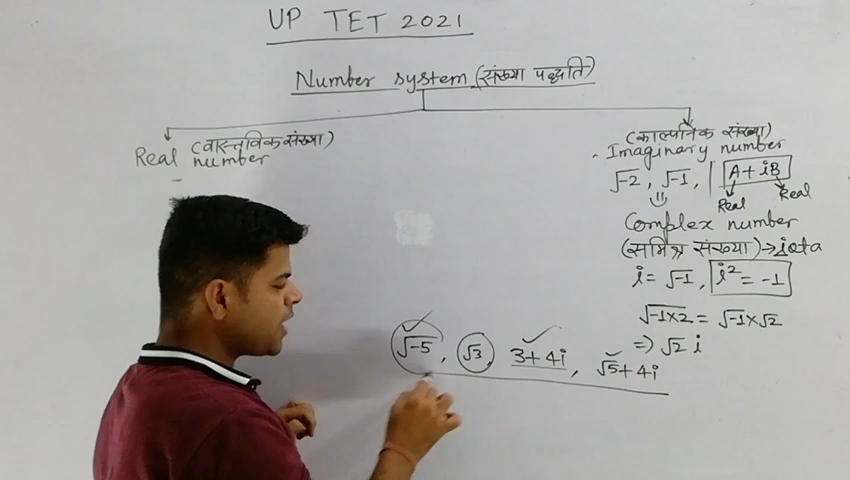 UP TET 2021
Number system (संख्या पद्धति)
(वास्तविक संख्या)
Real number
(काल्पनिक संख्या)
Imaginary number
√-2, √-1, | A + iB
Real Real
Complex number
(समिश्र संख्या) → iota
i = √-1, i² = -1
√-1×2 = √-1 × √2
=> √2 i
√-5, √3, 3+4i, √5+4i